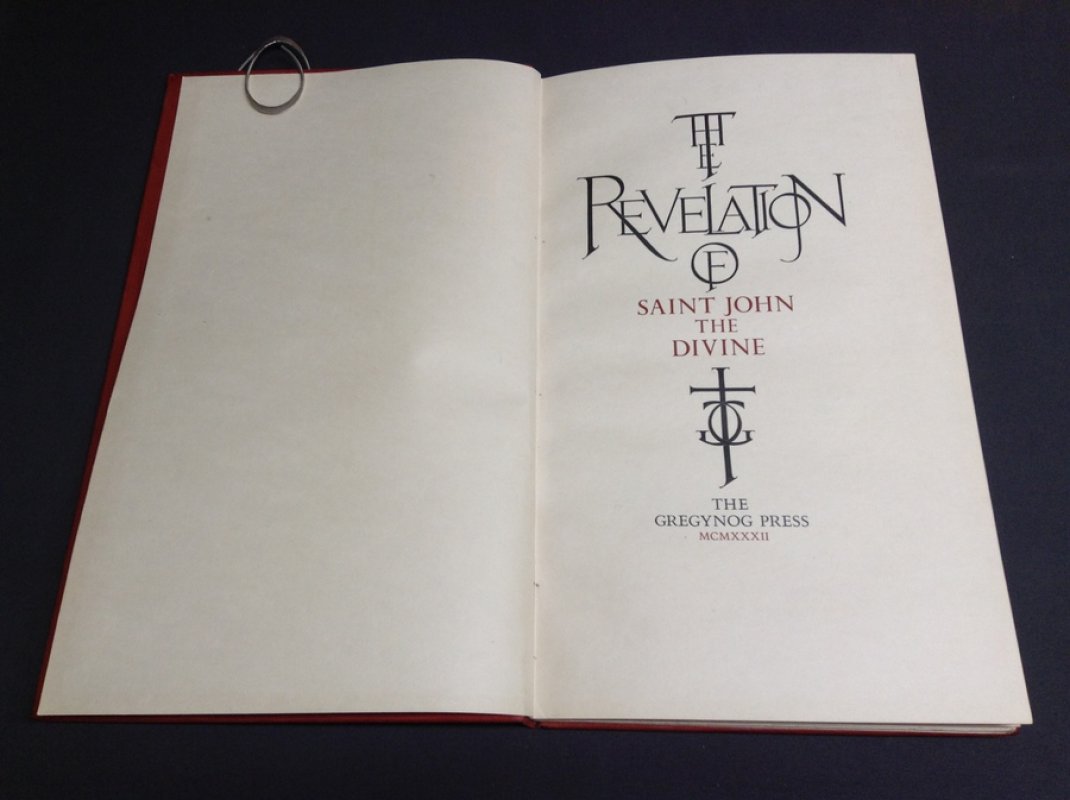 THE
REVELATION
OF
SAINT JOHN
THE
DIVINE
THE
GREGYNOG PRESS
MCMXXXII